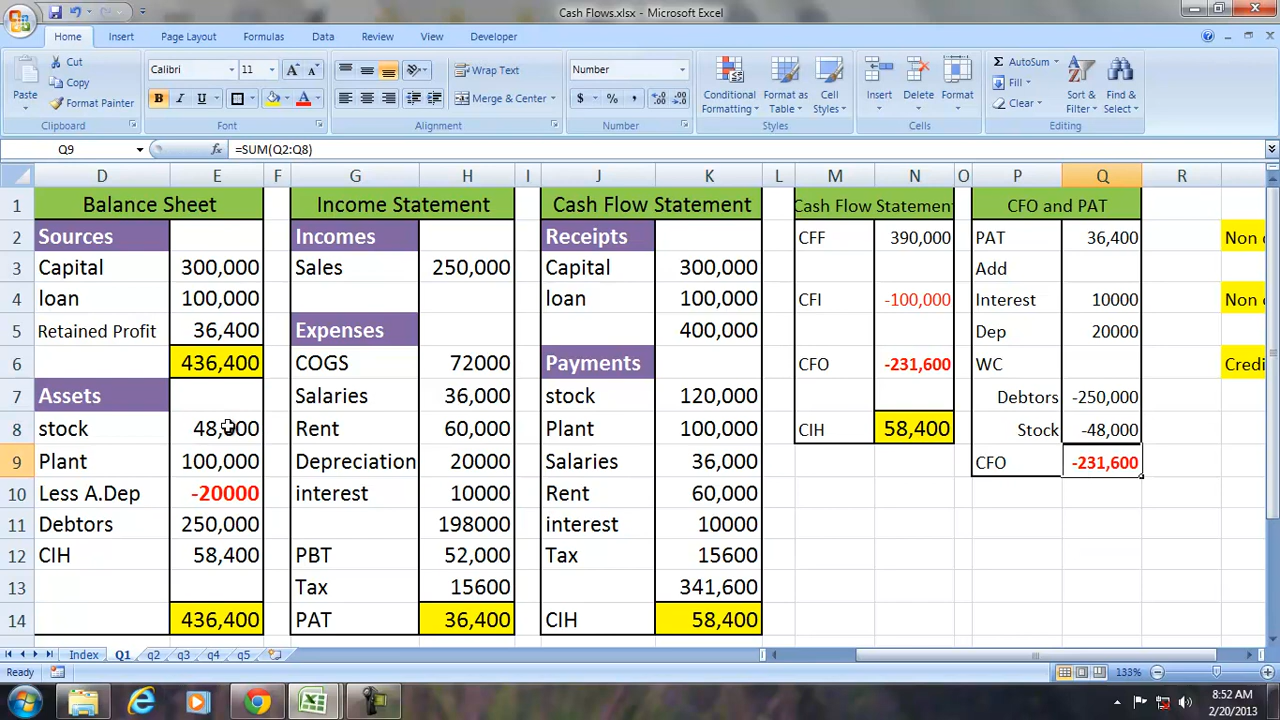 Cash Flows.xlsx - Microsoft Excel
Home Insert Page Layout Formulas Data Review View Developer
Cut
Copy
Paste
Format Painter
Clipboard
Calibri 11
B I U
Font
Wrap Text
Merge & Center
Alignment
Number
$ % ,
Number
Conditional Formatting
Format as Table
Cell Styles
Styles
Insert Delete Format
Cells
AutoSum
Fill
Clear
Sort & Filter
Find & Select
Editing
Q9 fx =SUM(Q2:Q8)
D E F G H I J K L M N O P Q R
1 Balance Sheet Income Statement Cash Flow Statement Cash Flow Statement CFO and PAT
2 Sources Incomes Receipts CFF 390,000 PAT 36,400 Non
3 Capital 300,000 Sales 250,000 Capital 300,000 Add
4 loan 100,000 loan 100,000 CFI -100,000 Interest 10000 Non
5 Retained Profit 36,400 Expenses 400,000 Dep 20000
6 436,400 COGS 72000 Payments CFO -231,600 WC Credi
7 Assets Salaries 36,000 stock 120,000 Debtors -250,000
8 stock 48,000 Rent 60,000 Plant 100,000 CIH 58,400 Stock -48,000
9 Plant 100,000 Depreciation 20000 Salaries 36,000 CFO -231,600
10 Less A.Dep -20000 interest 10000 Rent 60,000
11 Debtors 250,000 198000 interest 10000
12 CIH 58,400 PBT 52,000 Tax 15600
13 Tax 15600 341,600
14 436,400 PAT 36,400 CIH 58,400
Index Q1 q2 q3 q4 q5
Ready 133%
8:52 AM
2/20/2013